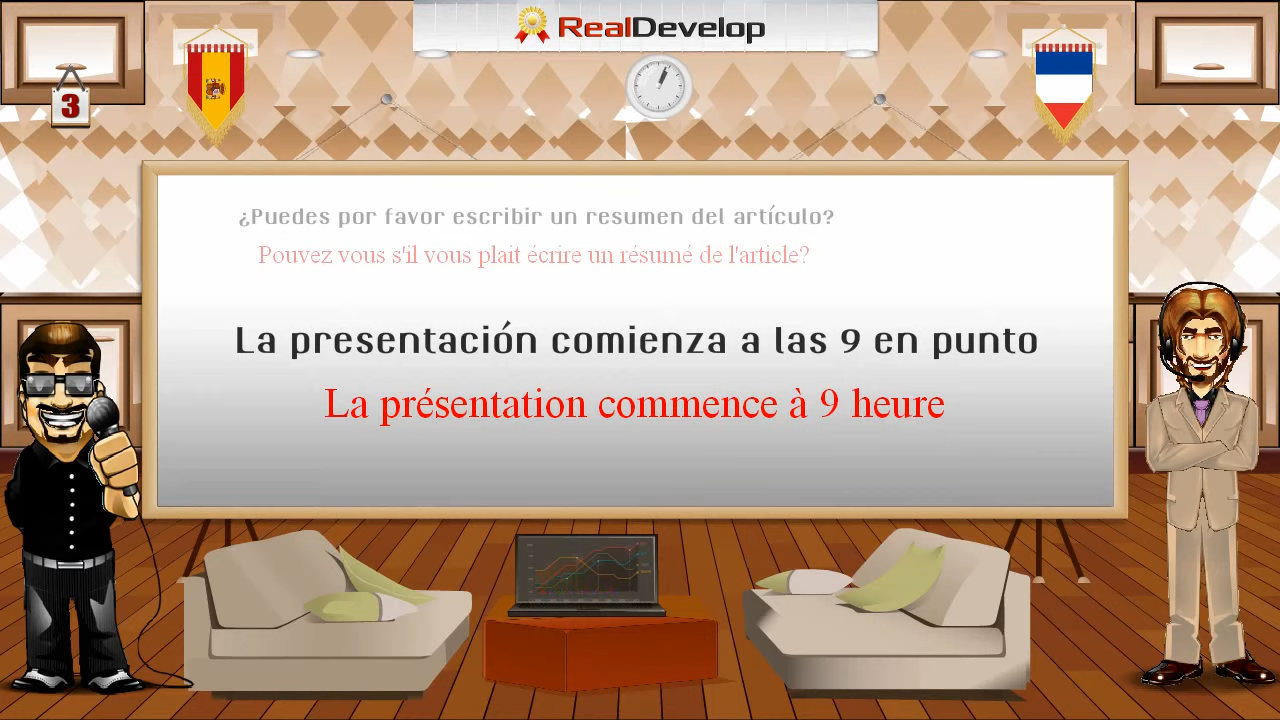 RealDevelop
3
¿Puedes por favor escribir un resumen del artículo?
Pouvez vous s'il vous plait écrire un résumé de l'article?
La presentación comienza a las 9 en punto
La présentation commence à 9 heure